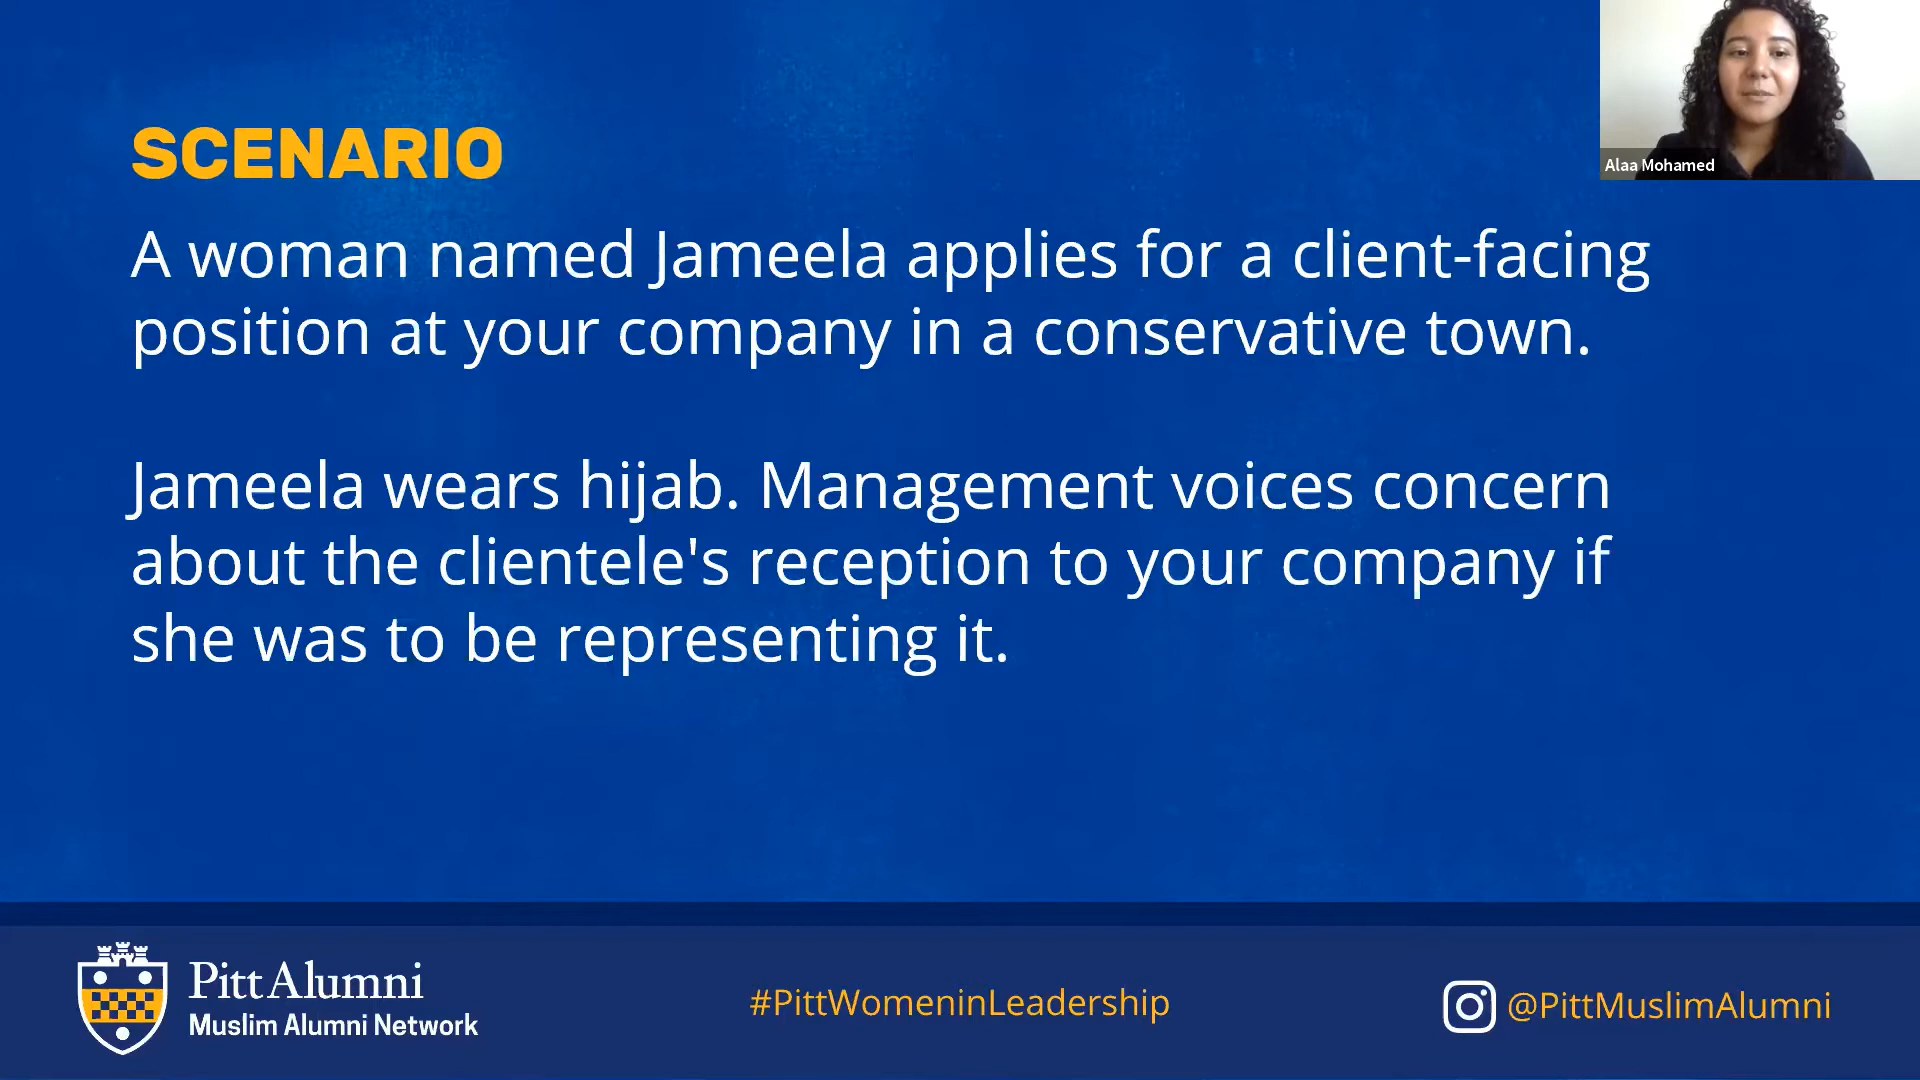 Alaa Mohamed
SCENARIO
A woman named Jameela applies for a client-facing
position at your company in a conservative town.
Jameela wears hijab. Management voices concern
about the clientele's reception to your company if
she was to be representing it.
Pitt Alumni
Muslim Alumni Network
#PittWomeninLeadership
@PittMuslimAlumni